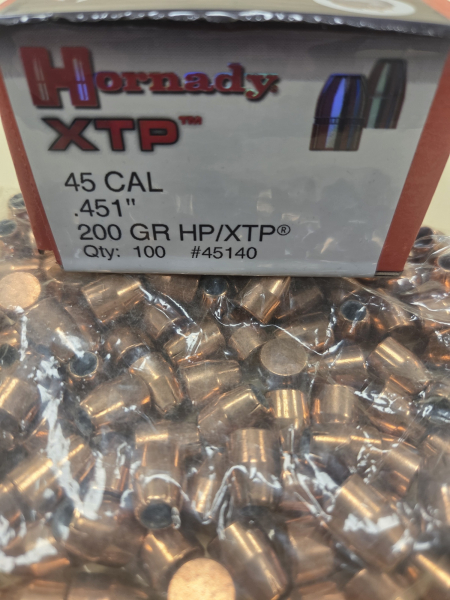 Hornady
XTP™
45 CAL
.451"
200 GR HP/XTP®
Qty: 100 #45140